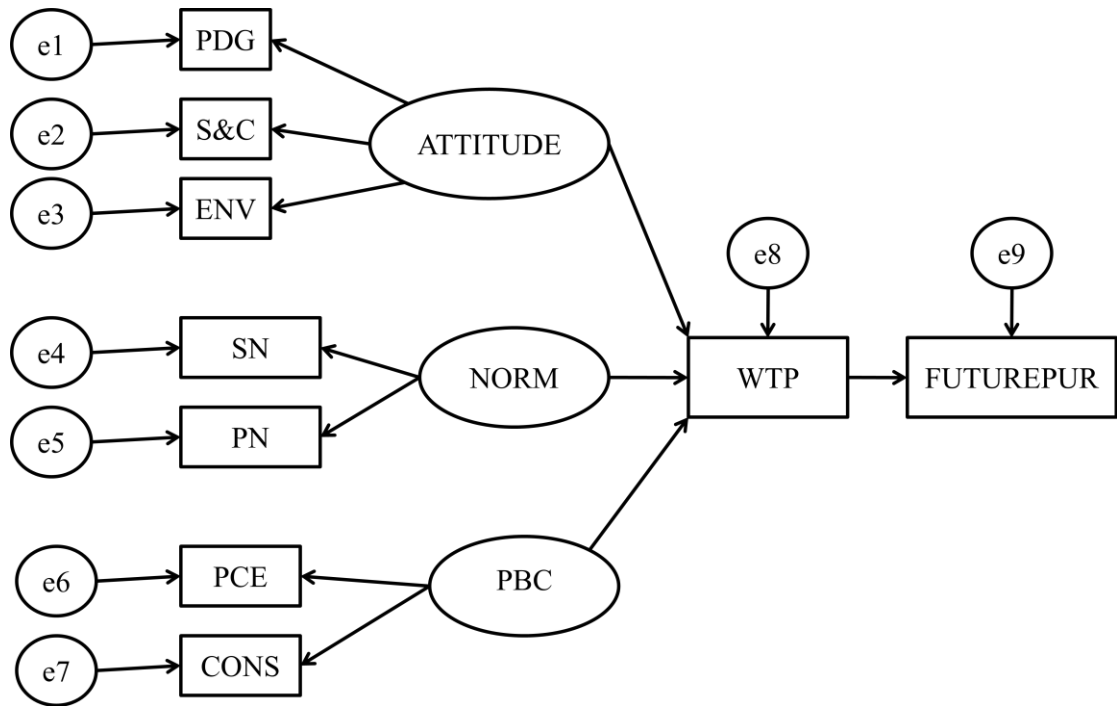 e1
PDG
e2
S&C
ATTITUDE
e3
ENV
e8
e9
e4
SN
NORM
WTP
FUTUREPUR
e5
PN
e6
PCE
PBC
e7
CONS